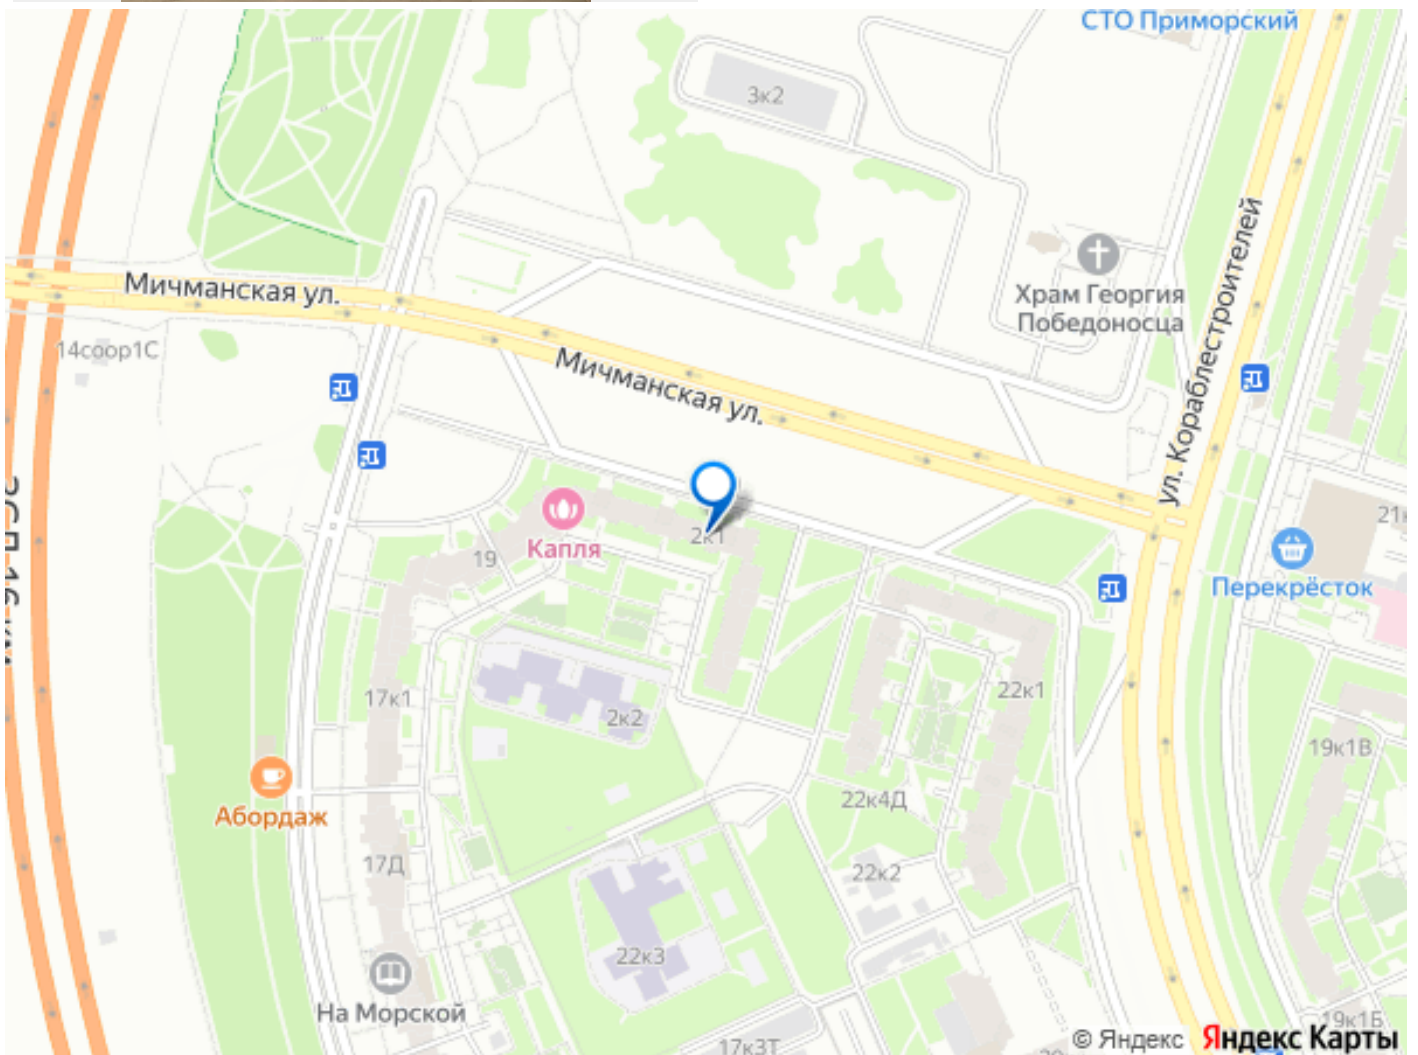 СТО Приморский
3к2
ул. Кораблестроителей
Храм Георгия
Победоносца
Мичманская ул.
14соор1С
Мичманская ул.
21к
2к1
Капля
19
Перекрёсток
17к1
2к2
22к1
19к1В
Абордаж
22к4Д
17Д
22к2
22к3
На Морской
17к3Т
19к1Б
© Яндекс Яндекс Карты